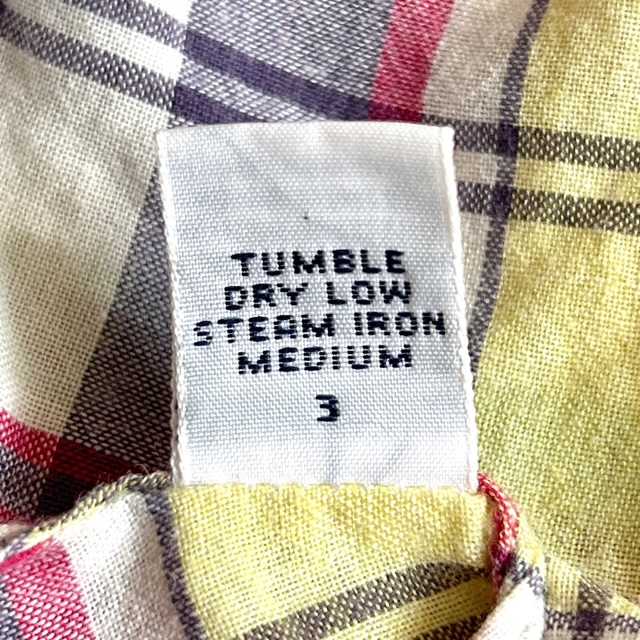 TUMBLE
DRY LOW
STEAM IRON
MEDIUM
3